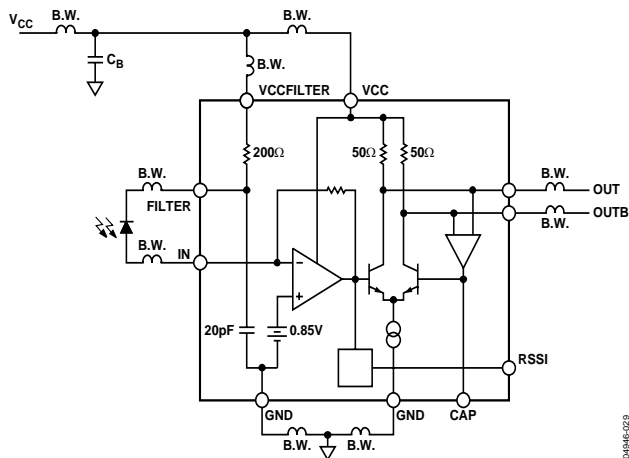 B.W.
B.W.
VCC
CB
B.W.
VCCFILTER
VCC
200Ω
50Ω
50Ω
B.W.
B.W.
OUT
FILTER
OUTB
B.W.
B.W.
IN
−
+
20pF
0.85V
RSSI
GND
GND
CAP
B.W.
B.W.
04946-029